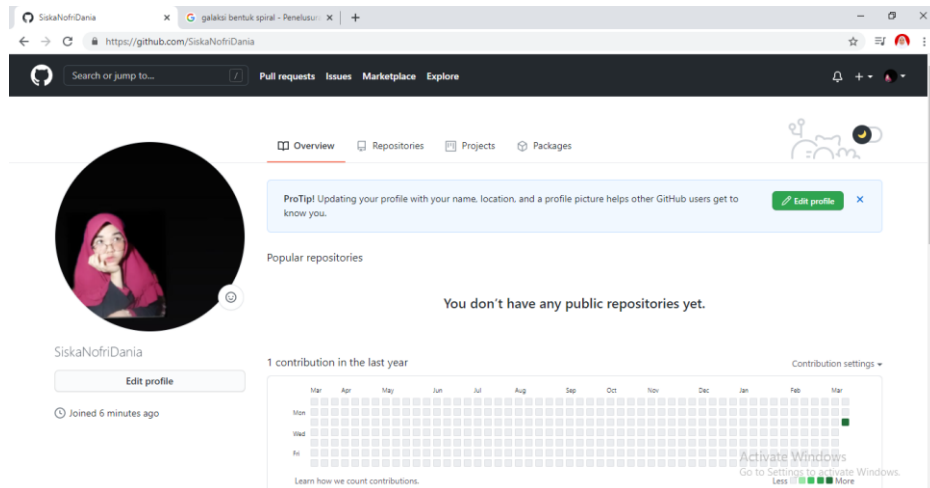 SiskaNofriDania
galaksi bentuk spiral - Penelusur
https://github.com/SiskaNofriDania
Search or jump to...
/
Pull requests Issues Marketplace Explore
Overview Repositories Projects Packages
ProTip! Updating your profile with your name, location, and a profile picture helps other GitHub users get to
know you.
Edit profile
Popular repositories
You don't have any public repositories yet.
SiskaNofriDania
Edit profile
Joined 6 minutes ago
1 contribution in the last year
Contribution settings
Mar Apr May Jun Jul Aug Sep Oct Nov Dec Jan Feb Mar
Mon
Wed
Fri
Learn how we count contributions.
Less More
Activate Windows
Go to Settings to activate Windows.